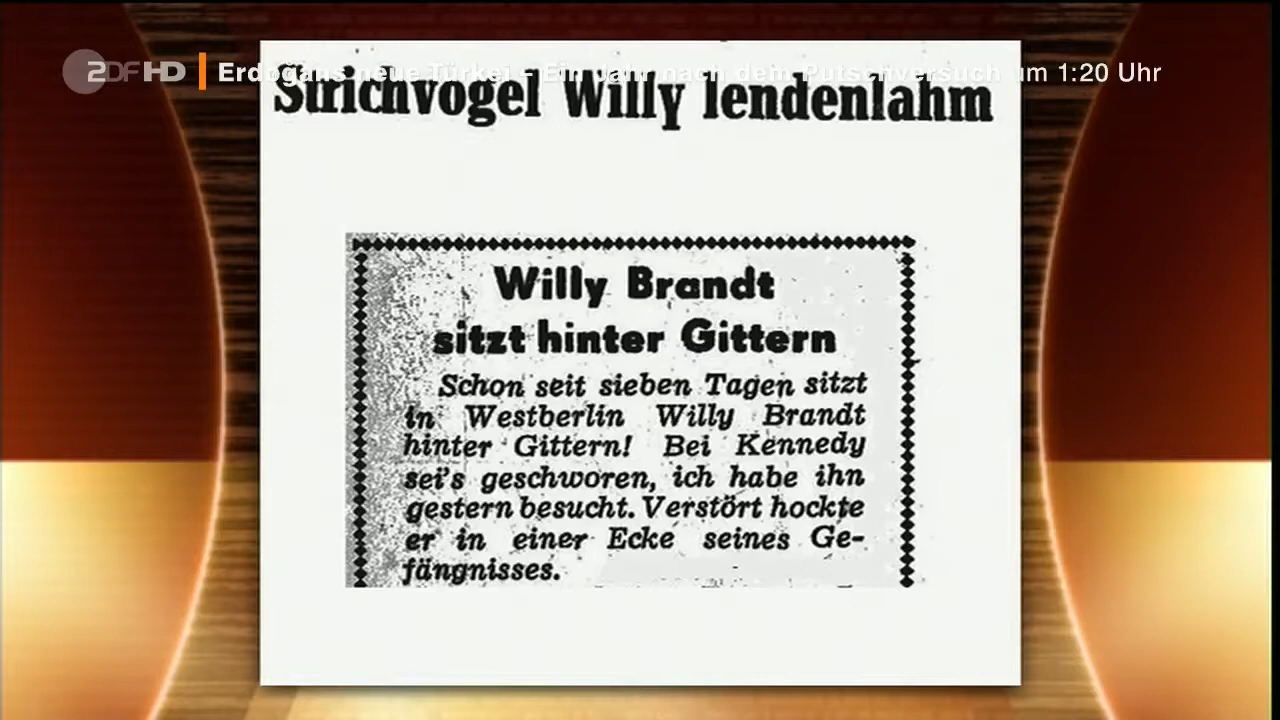 ZDF HD Erdoğans neue Türkei - Ein Jahr nach dem Putschversuch um 1:20 Uhr
Strichvogel Willy lendenlahm
Willy Brandt
sitzt hinter Gittern
Schon seit sieben Tagen sitzt
in Westberlin Willy Brandt
hinter Gittern! Bei Kennedy
sei's geschworen, ich habe ihn
gestern besucht. Verstört hockte
er in einer Ecke seines Ge-
fängnisses.